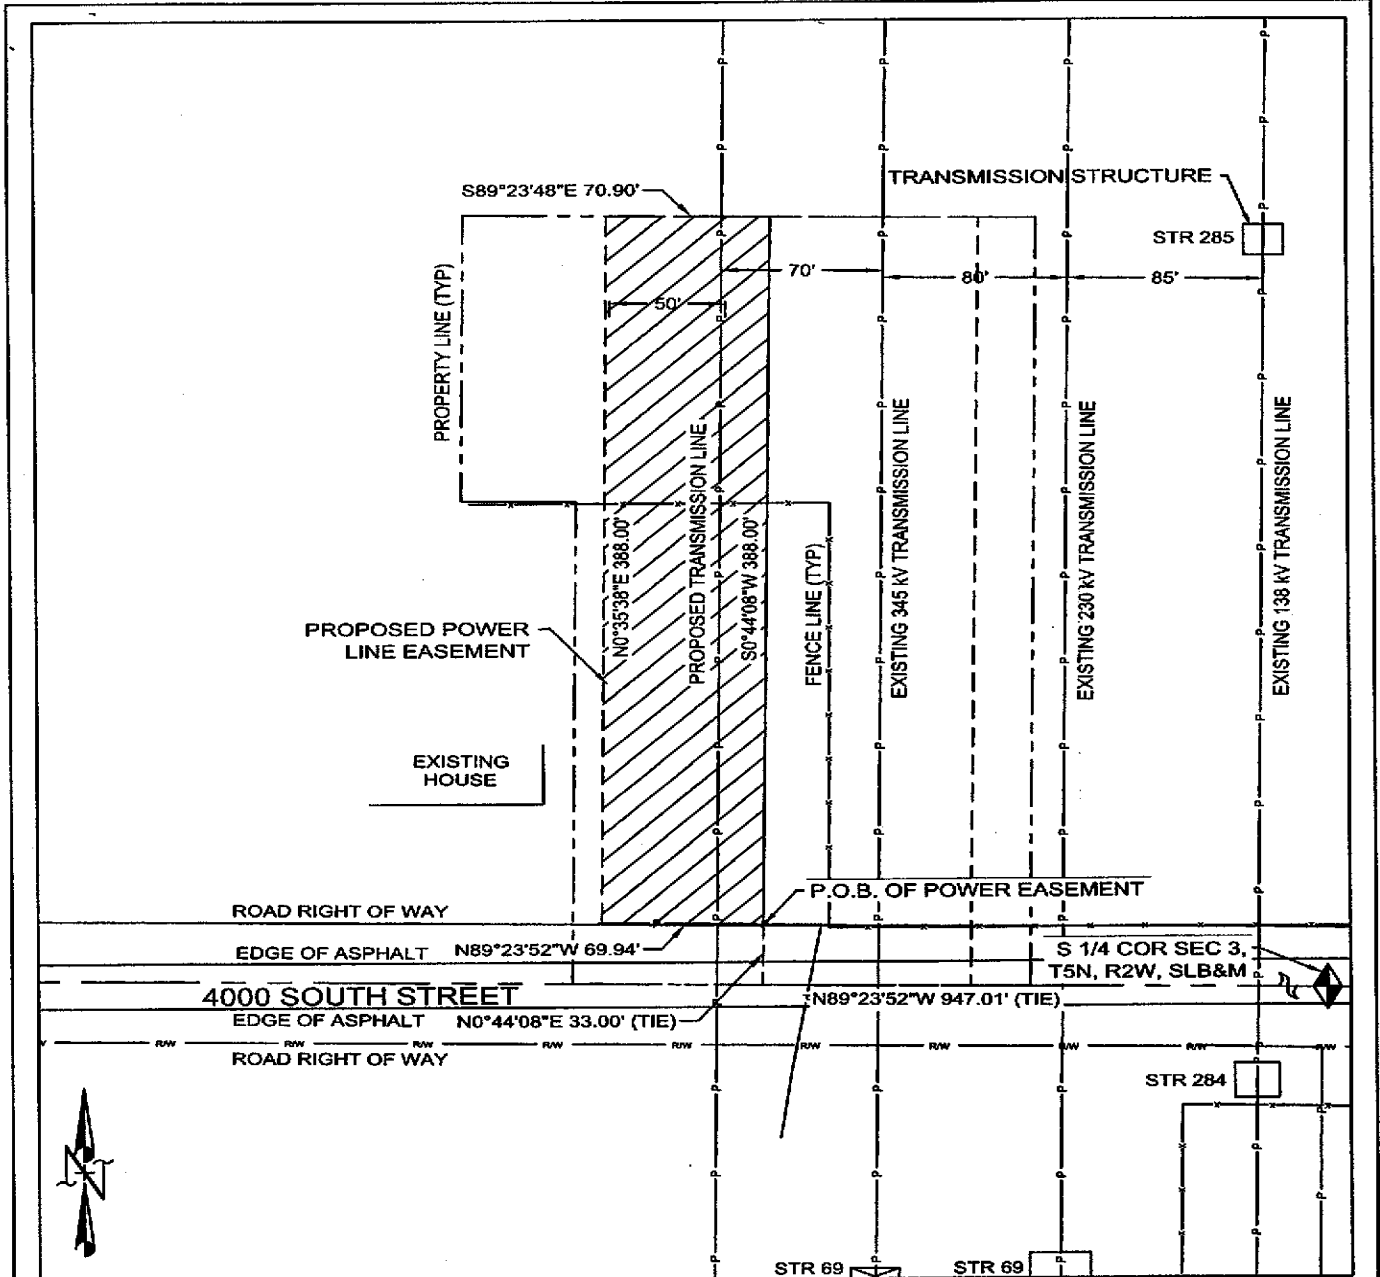 S89°23'48"E 70.90'
TRANSMISSION STRUCTURE
STR 285
70'
80'
85'
50'
PROPERTY LINE (TYP)
N0°35'38"E 388.00'
PROPOSED TRANSMISSION LINE
S0°44'08"W 388.00'
FENCE LINE (TYP)
EXISTING 345 kV TRANSMISSION LINE
EXISTING 230 kV TRANSMISSION LINE
EXISTING 138 kV TRANSMISSION LINE
PROPOSED POWER
LINE EASEMENT
EXISTING
HOUSE
P.O.B. OF POWER EASEMENT
ROAD RIGHT OF WAY
EDGE OF ASPHALT
N89°23'52"W 69.94'
S 1/4 COR SEC 3,
T5N, R2W, SLB&M
4000 SOUTH STREET
N89°23'52"W 947.01' (TIE)
EDGE OF ASPHALT
N0°44'08"E 33.00' (TIE)
R/W R/W R/W R/W R/W R/W R/W R/W R/W R/W
ROAD RIGHT OF WAY
STR 284
STR 69
STR 69